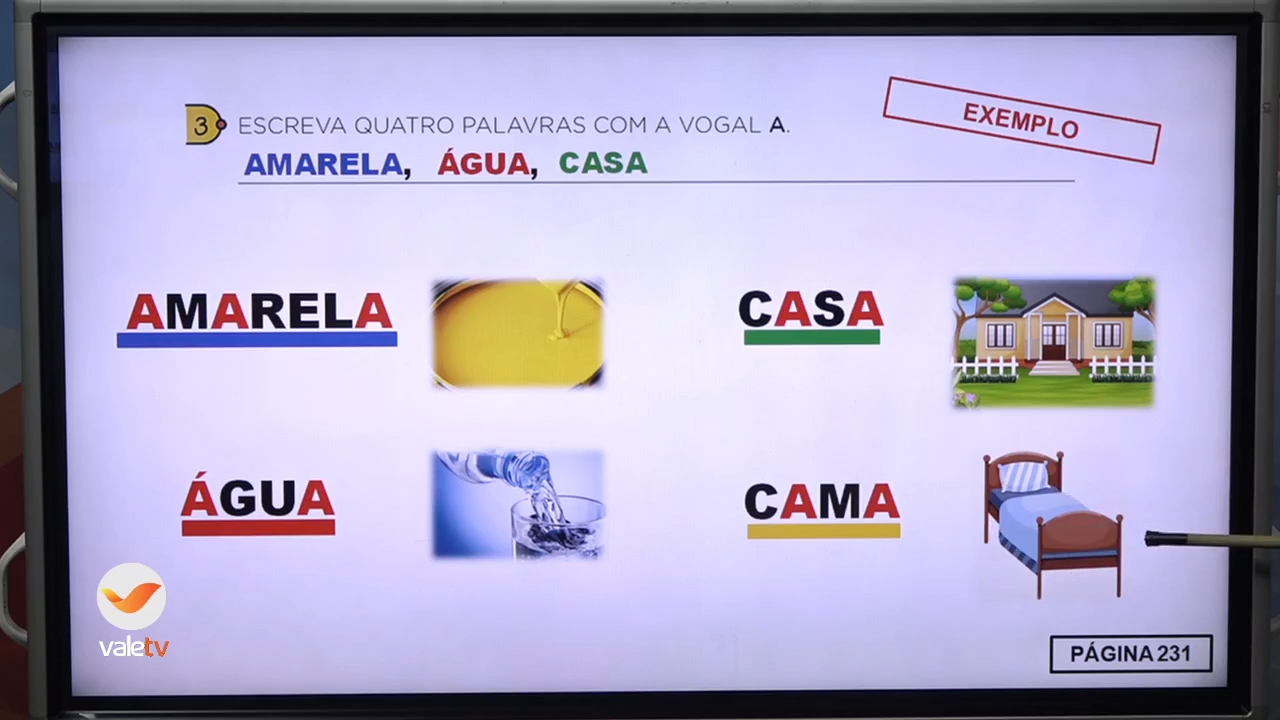 3 ESCREVA QUATRO PALAVRAS COM A VOGAL A.
EXEMPLO
AMARELA, ÁGUA, CASA
AMARELA
CASA
ÁGUA
CAMA
valetv
PÁGINA 231